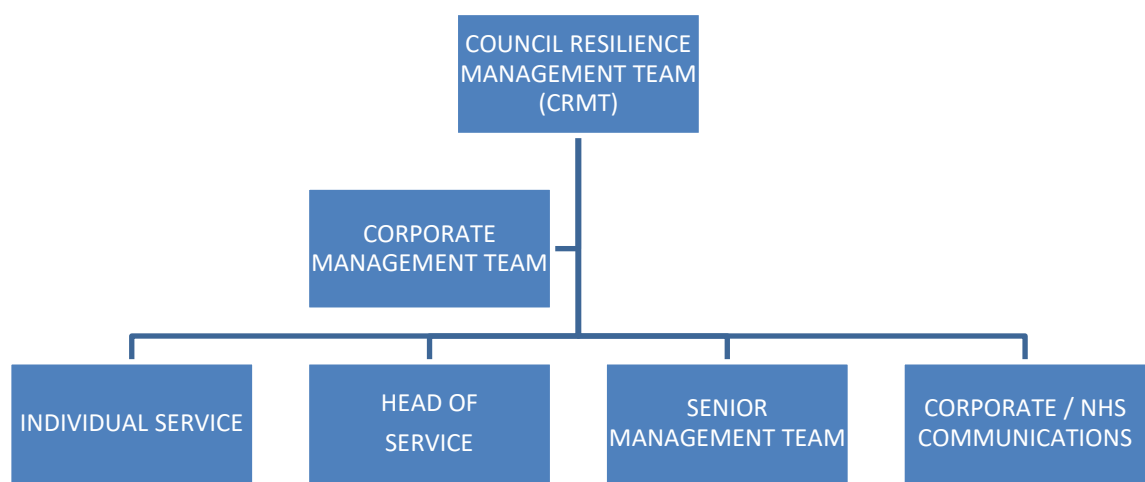 COUNCIL RESILIENCE
MANAGEMENT TEAM
(CRMT)
CORPORATE
MANAGEMENT TEAM
INDIVIDUAL SERVICE
HEAD OF
SERVICE
SENIOR
MANAGEMENT TEAM
CORPORATE / NHS
COMMUNICATIONS